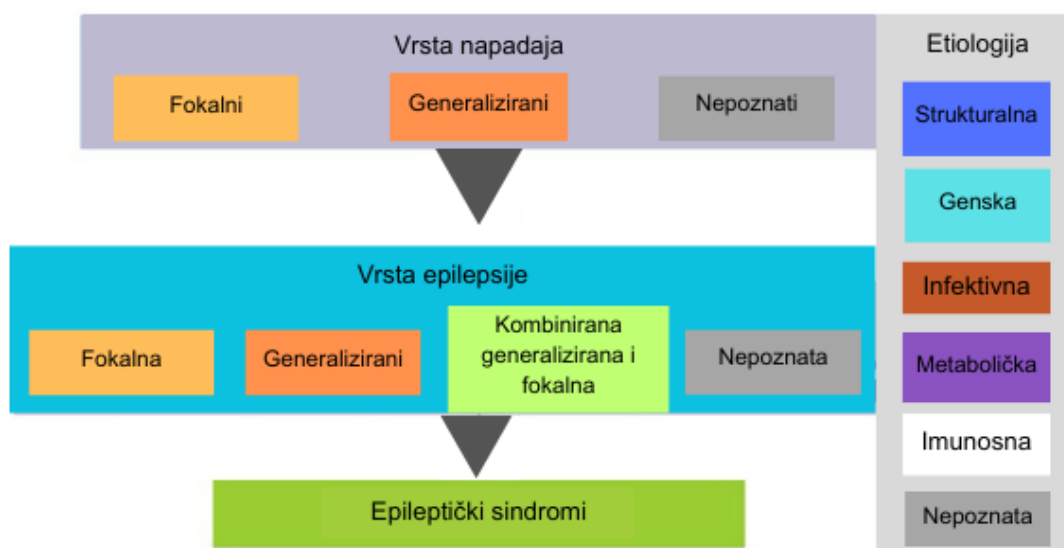 Vrsta napadaja
Fokalni
Generalizirani
Nepoznati
Vrsta epilepsije
Fokalna
Generalizirani
Kombinirana
generalizirana i
fokalna
Nepoznata
Epileptički sindromi
Etiologija
Strukturalna
Genska
Infektivna
Metabolička
Imunosna
Nepoznata